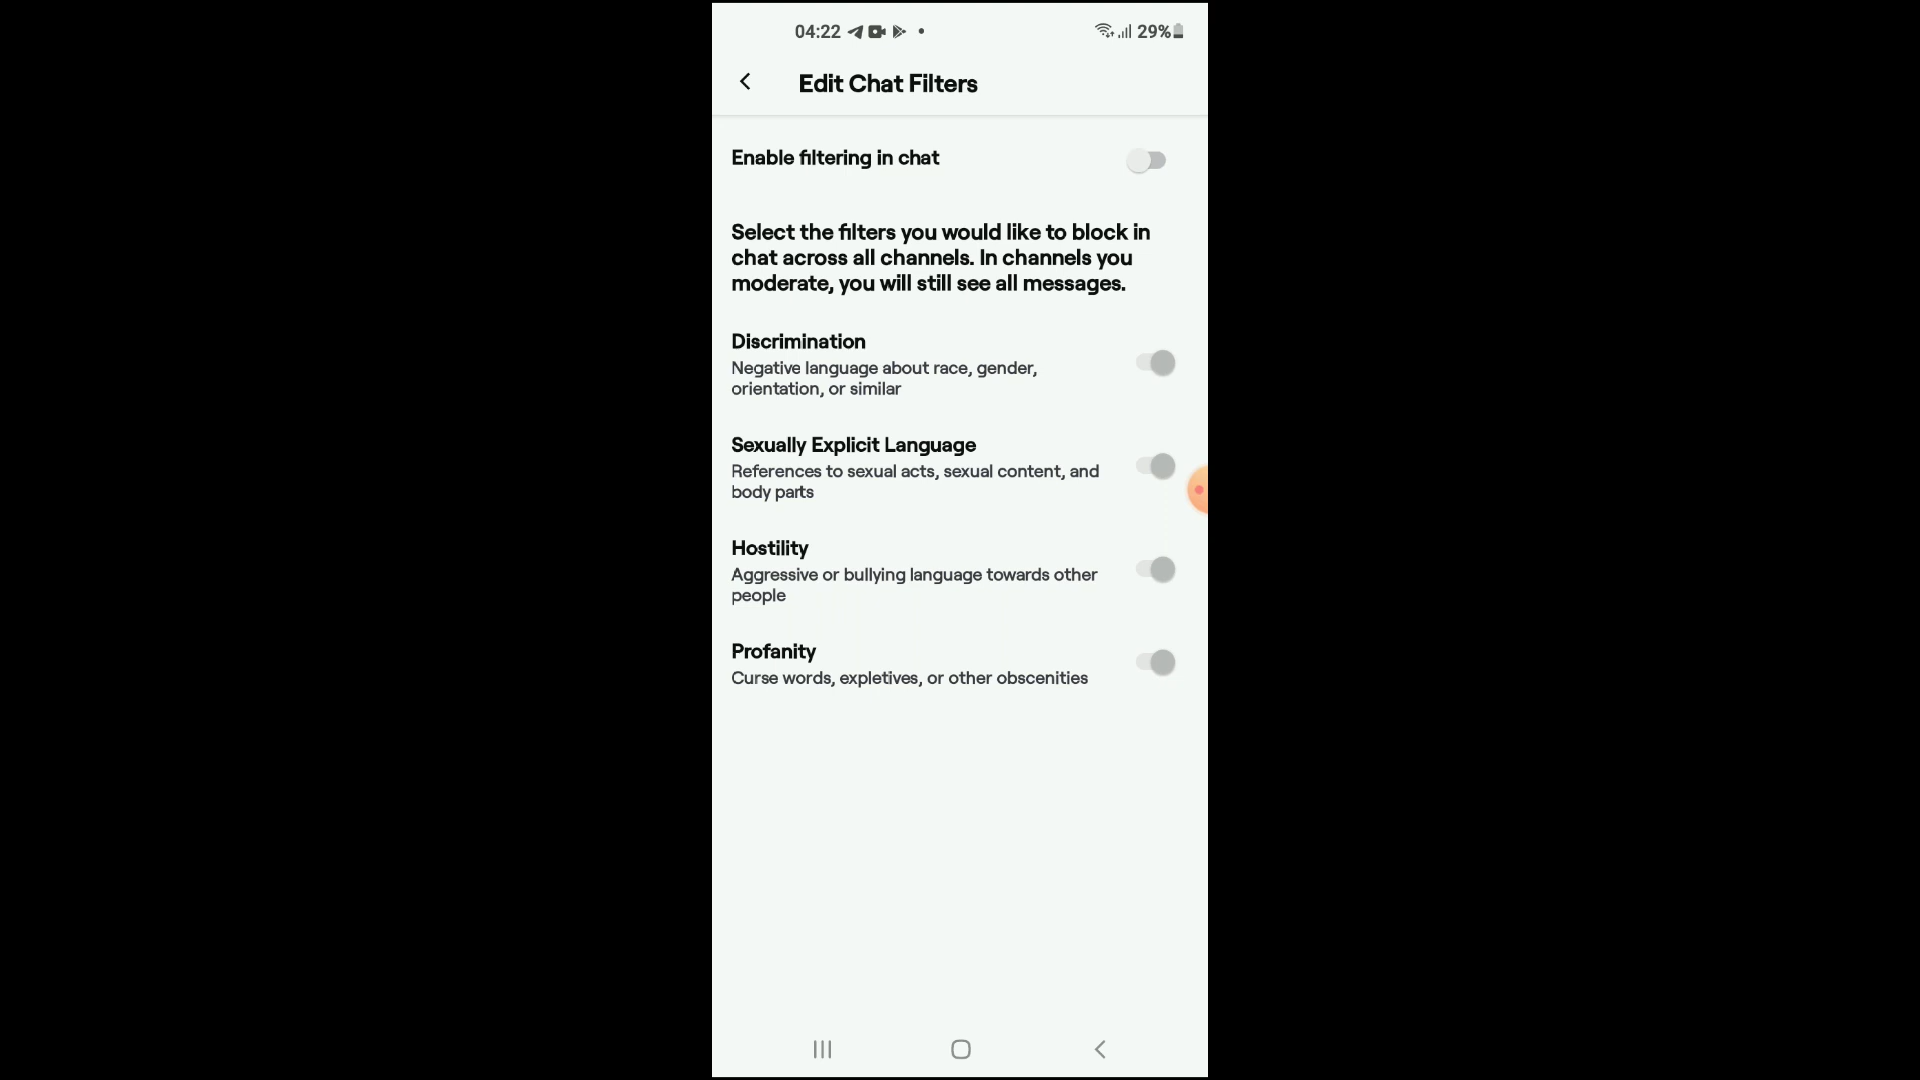 04:22
29%
Edit Chat Filters
Enable filtering in chat
Select the filters you would like to block in
chat across all channels. In channels you
moderate, you will still see all messages.
Discrimination
Negative language about race, gender,
orientation, or similar
Sexually Explicit Language
References to sexual acts, sexual content, and
body parts
Hostility
Aggressive or bullying language towards other
people
Profanity
Curse words, expletives, or other obscenities